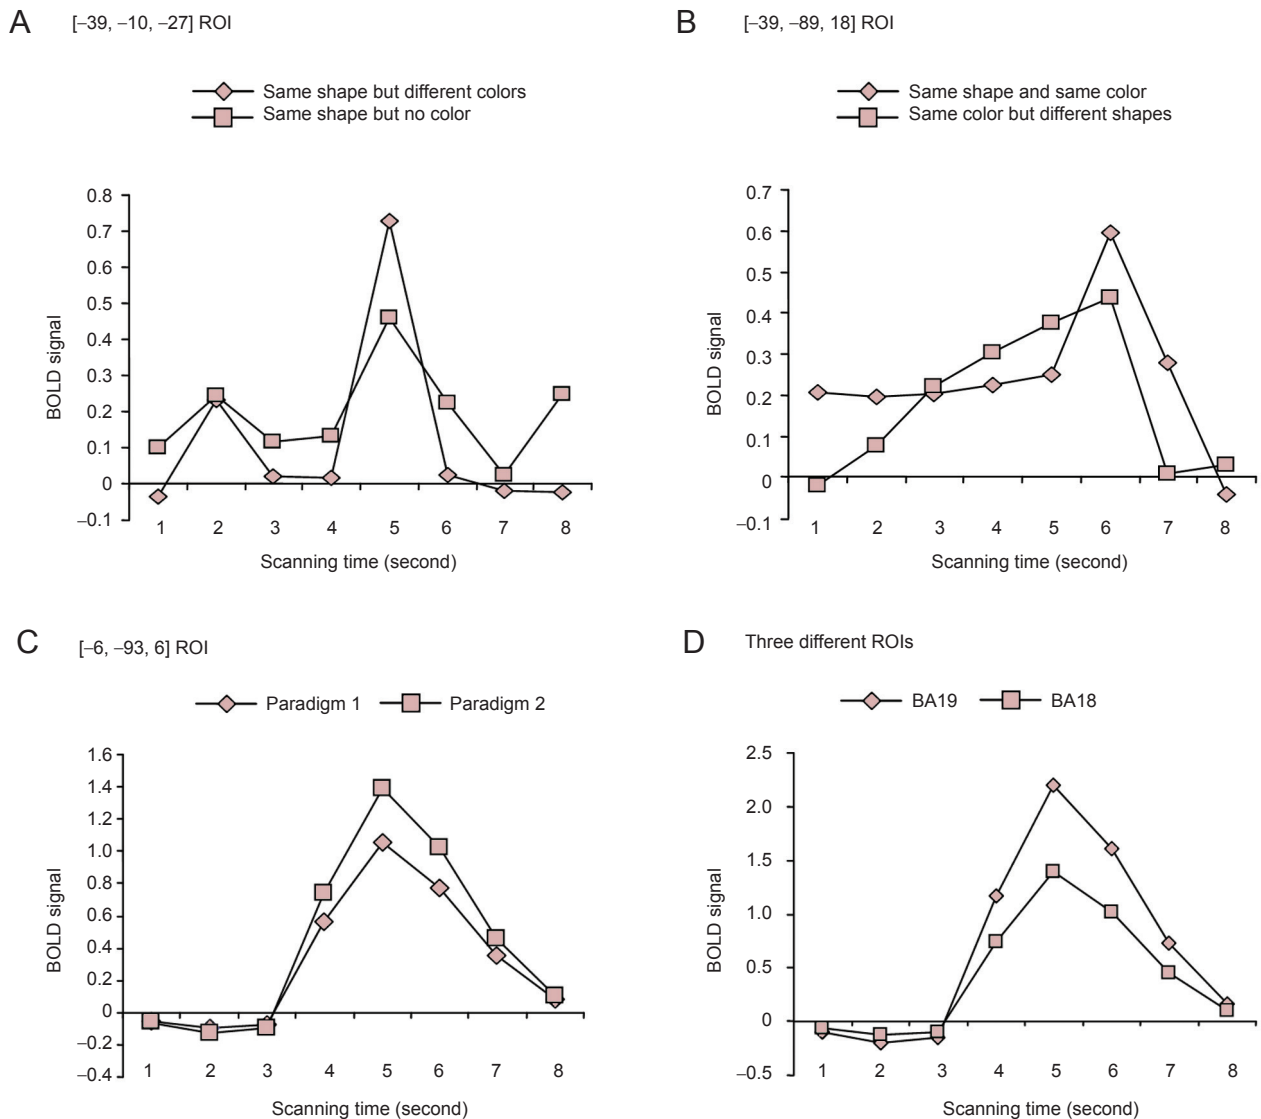 A [–39, –10, –27] ROI
Same shape but different colors
Same shape but no color
0.8
0.7
0.6
0.5
0.4
0.3
0.2
0.1
0
–0.1
BOLD signal
1 2 3 4 5 6 7 8
Scanning time (second)
B [–39, –89, 18] ROI
Same shape and same color
Same color but different shapes
0.7
0.6
0.5
0.4
0.3
0.2
0.1
0
–0.1
BOLD signal
1 2 3 4 5 6 7 8
Scanning time (second)
C [–6, –93, 6] ROI
Paradigm 1 Paradigm 2
1.6
1.4
1.2
1.0
0.8
0.6
0.4
0.2
0
–0.2
–0.4
BOLD signal
1 2 3 4 5 6 7 8
Scanning time (second)
D Three different ROIs
BA19 BA18
2.5
2.0
1.5
1.0
0.5
0
–0.5
BOLD signal
1 2 3 4 5 6 7 8
Scanning time (second)